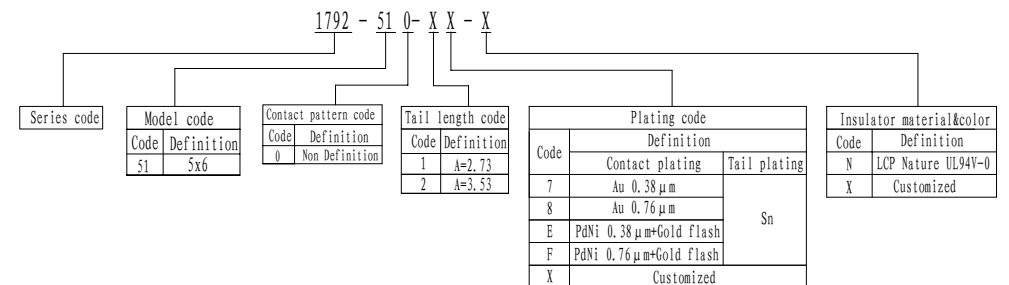 1792 - 51 0- X X - X
Series code
Model code
Code Definition
51 5x6
Contact pattern code
Code Definition
0 Non Definition
Tail length code
Code Definition
1 A=2.73
2 A=3.53
Plating code
Code Definition
Contact plating Tail plating
7 Au 0.38μm Sn
8 Au 0.76μm
E PdNi 0.38μm+Gold flash
F PdNi 0.76μm+Gold flash
X Customized
Insulator material&color
Code Definition
N LCP Nature UL94V-0
X Customized